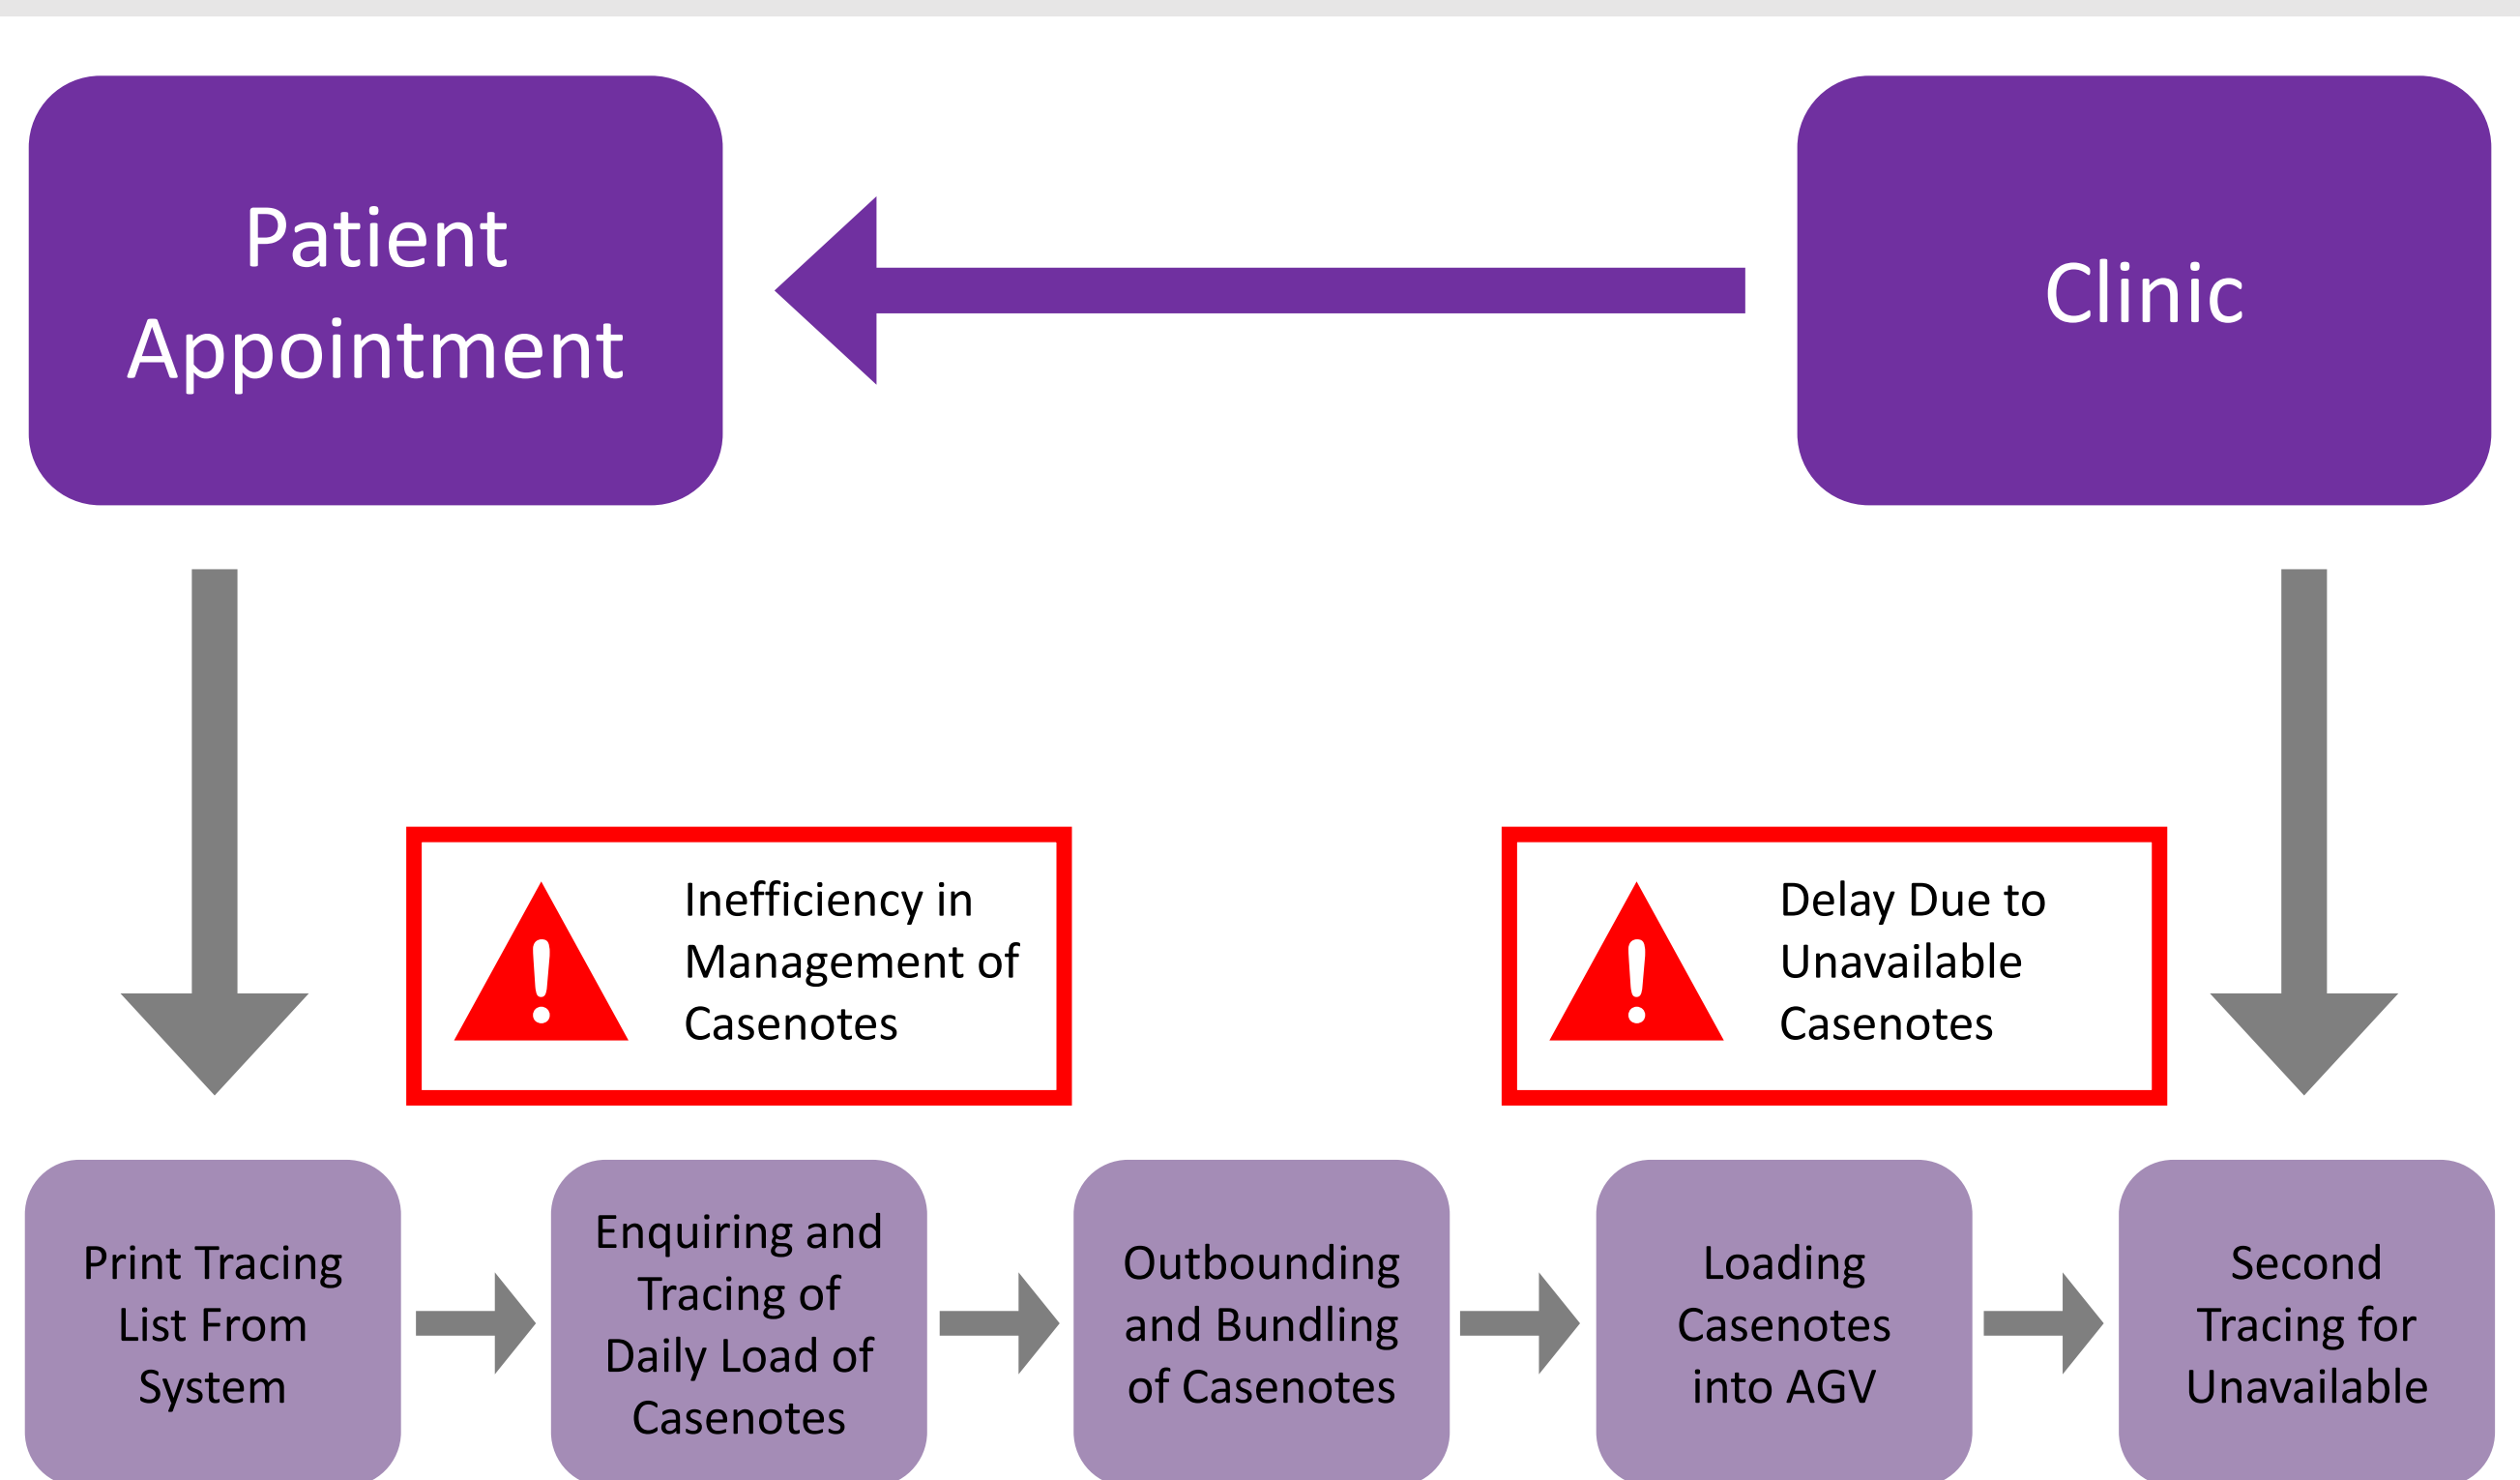 Patient
Appointment
Clinic
Inefficiency in
Management of
Casenotes
Delay Due to
Unavailable
Casenotes
Print Tracing
List From
System
Enquiring and
Tracing of
Daily Load of
Casenotes
Outbounding
and Bundling
of Casenotes
Loading
Casenotes
into AGV
Second
Tracing for
Unavailable